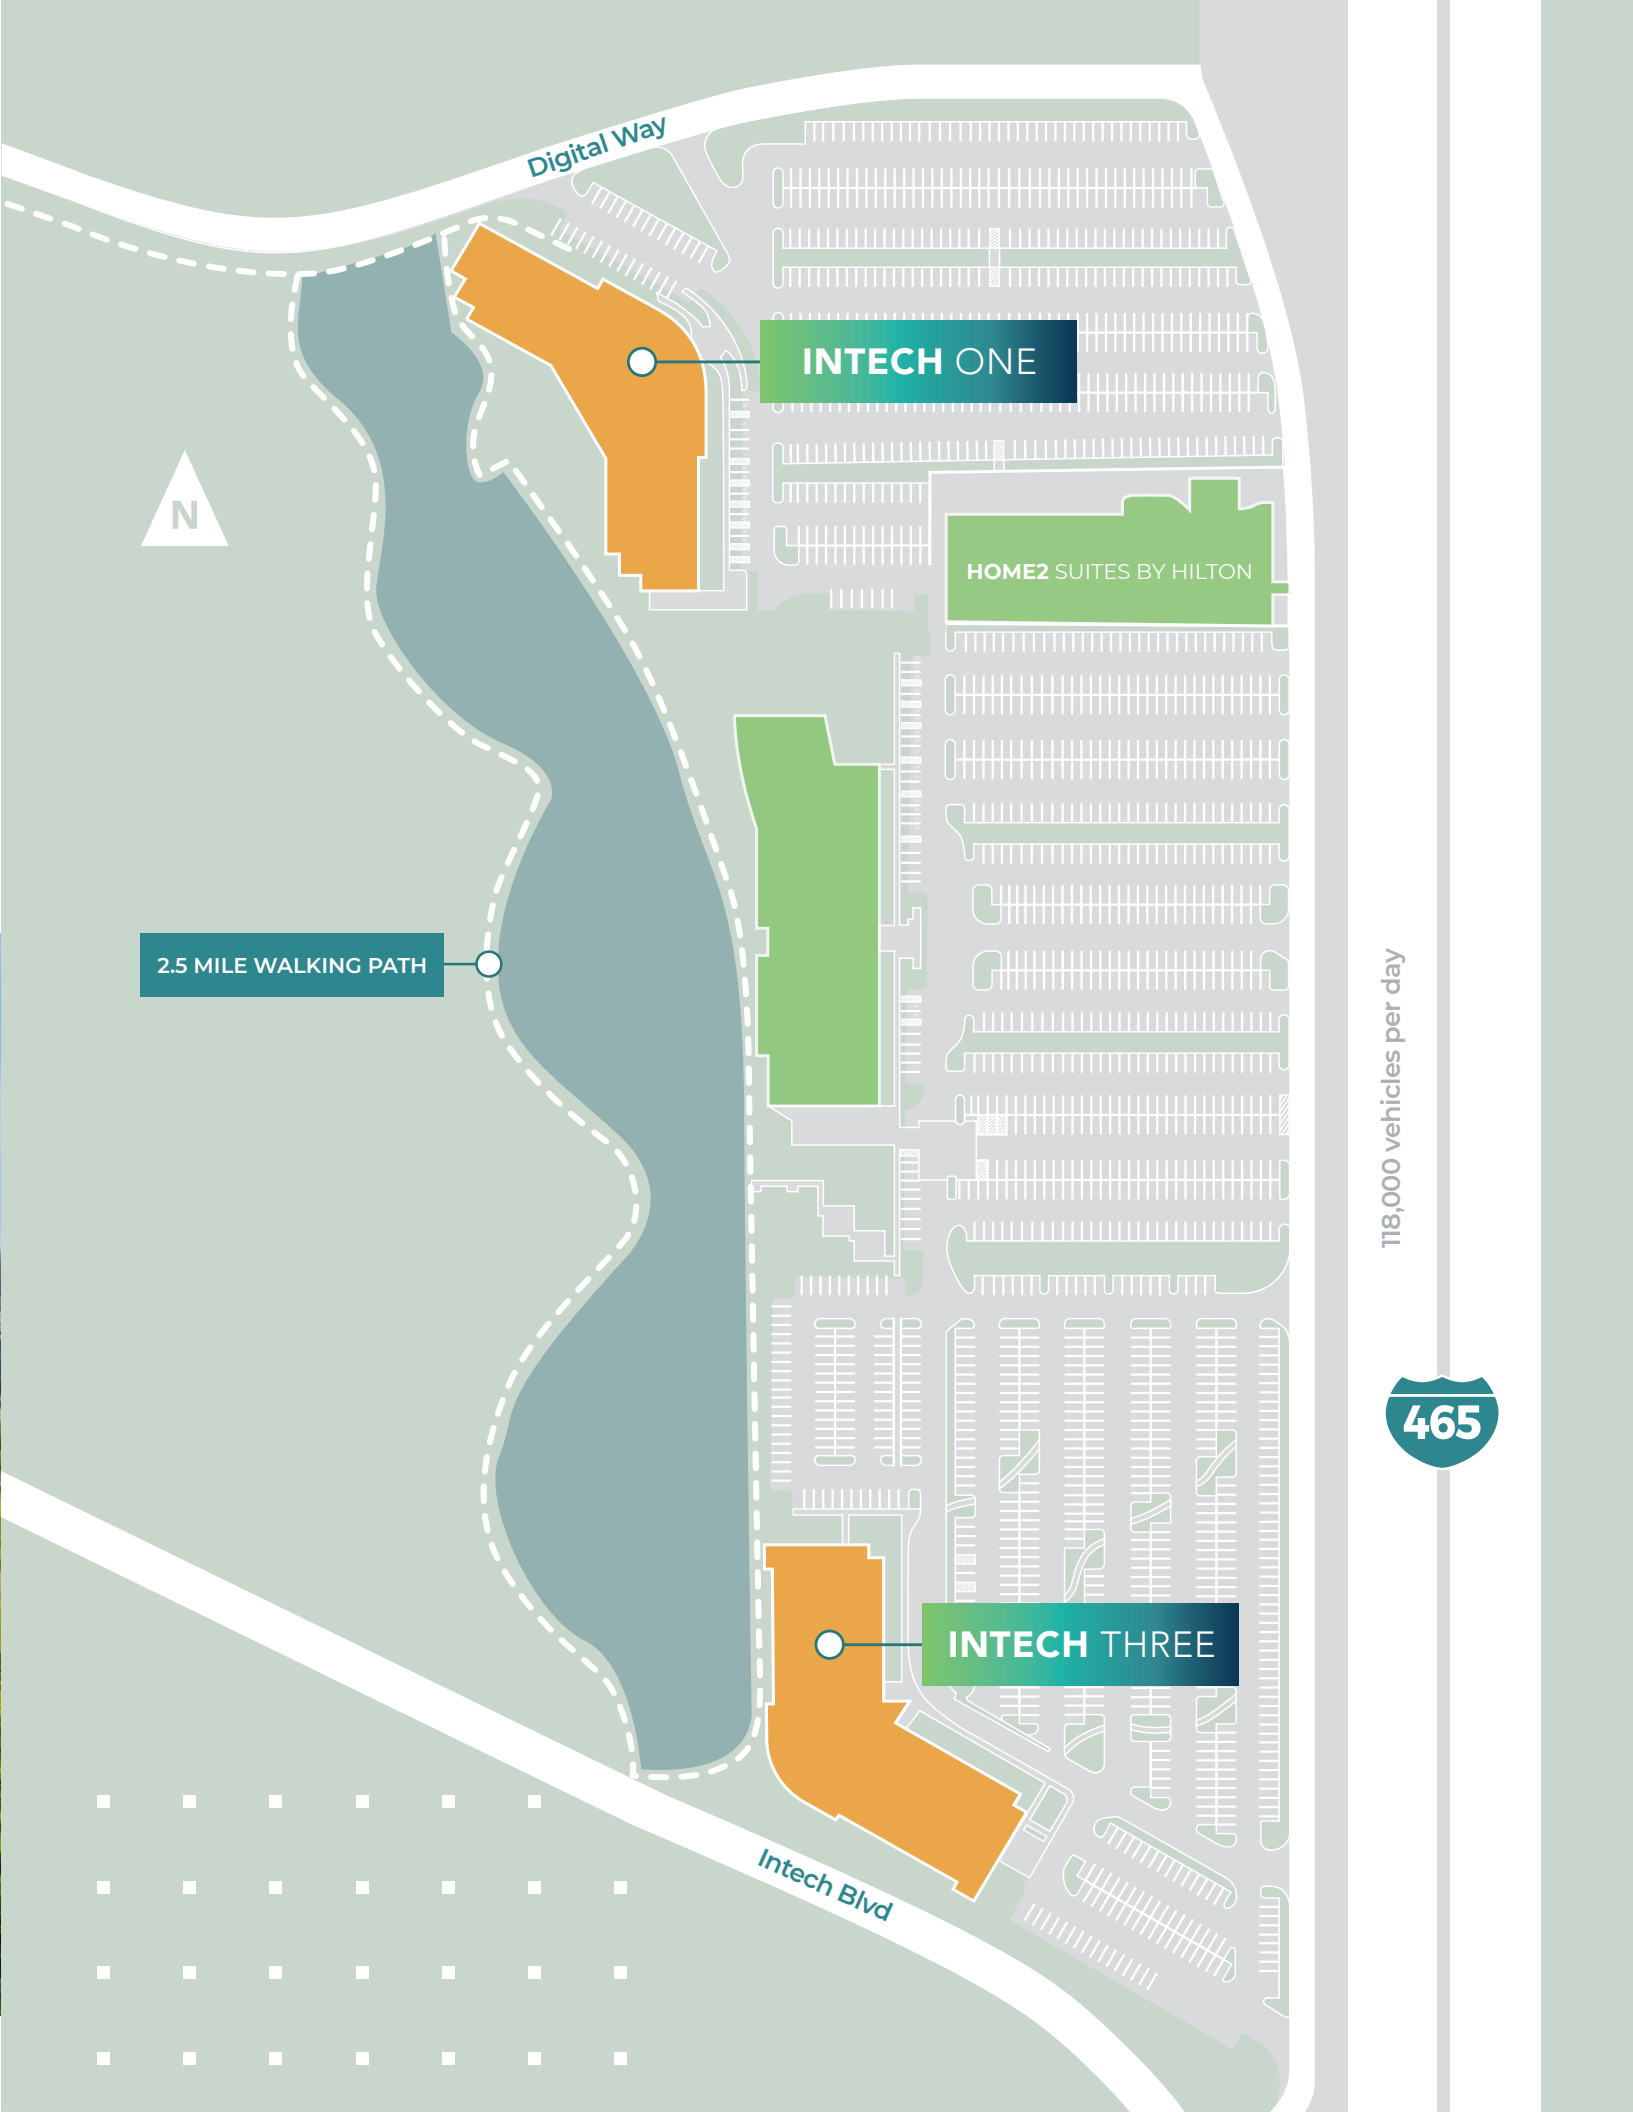 Digital Way
INTECH ONE
N
HOME2 SUITES BY HILTON
2.5 MILE WALKING PATH
118,000 vehicles per day
465
INTECH THREE
Intech Blvd